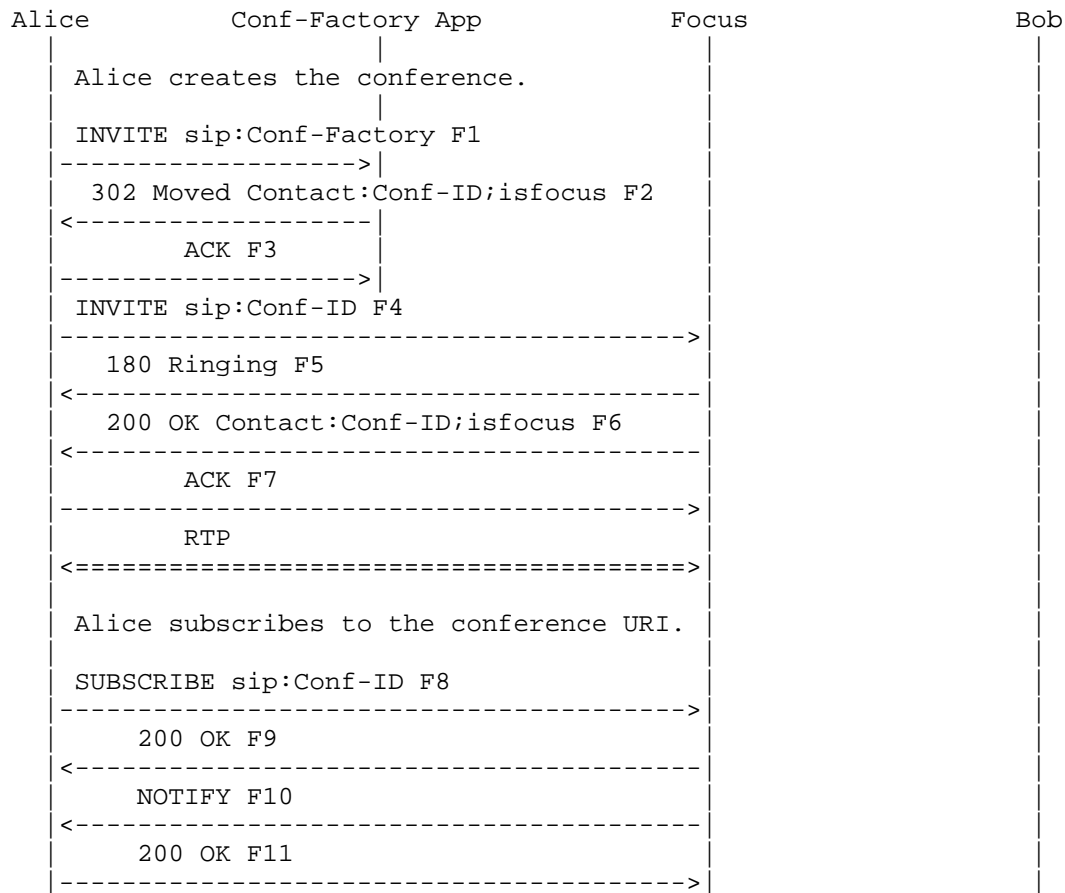 Alice Conf-Factory App Focus Bob
Alice creates the conference.
INVITE sip:Conf-Factory F1
302 Moved Contact:Conf-ID;isfocus F2
ACK F3
INVITE sip:Conf-ID F4
180 Ringing F5
200 OK Contact:Conf-ID;isfocus F6
ACK F7
RTP
Alice subscribes to the conference URI.
SUBSCRIBE sip:Conf-ID F8
200 OK F9
NOTIFY F10
200 OK F11